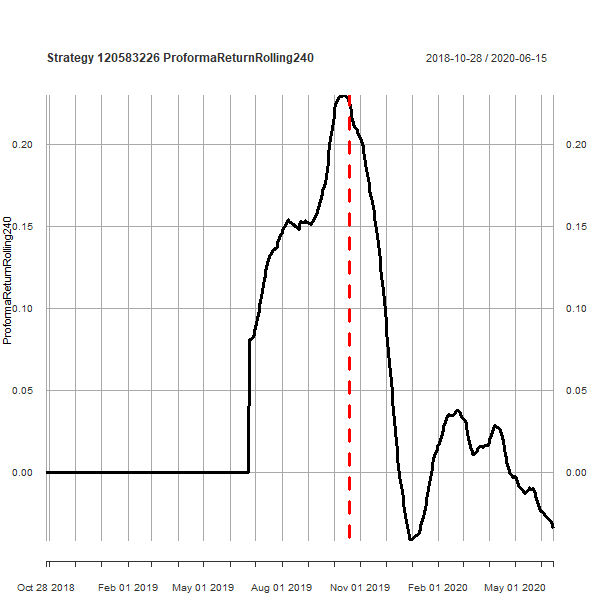 Strategy 120583226 ProformaReturnRolling240
2018-10-28 / 2020-06-15
ProformaReturnRolling240
0.20 0.20
0.15 0.15
0.10 0.10
0.05 0.05
0.00 0.00
Oct 28 2018 Feb 01 2019 May 01 2019 Aug 01 2019 Nov 01 2019 Feb 01 2020 May 01 2020